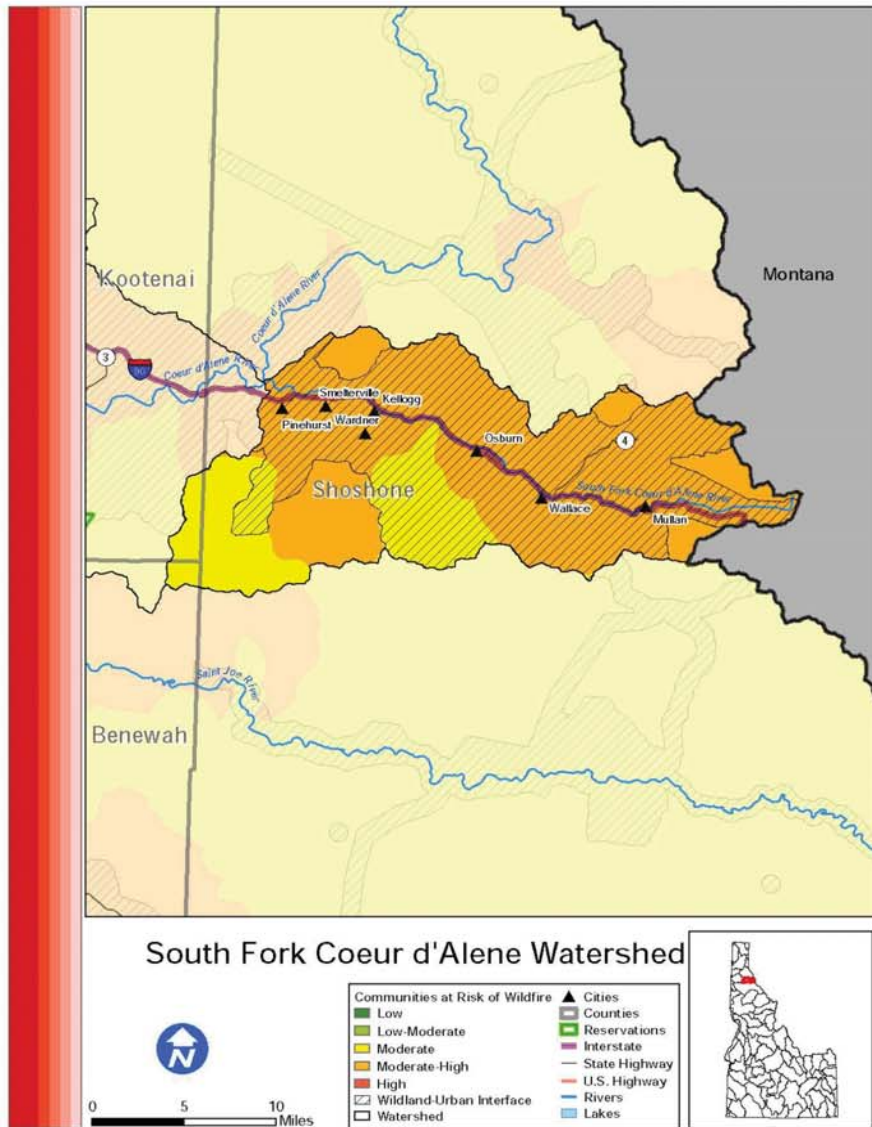 Montana
Kootenai
Coeur d'Alene River
3
90
Coeur d'Alene River
Smelterville
Kellogg
Pinehurst
Wardner
Osburn
4
Shoshone
South Fork Coeur d'Alene River
Wallace
Mullan
Saint Joe River
Benewah
South Fork Coeur d'Alene Watershed
N
0 5 10
Miles
Communities at Risk of Wildfire
Low
Low-Moderate
Moderate
Moderate-High
High
Wildland-Urban Interface
Watershed
Cities
Counties
Reservations
Interstate
State Highway
U.S. Highway
Rivers
Lakes